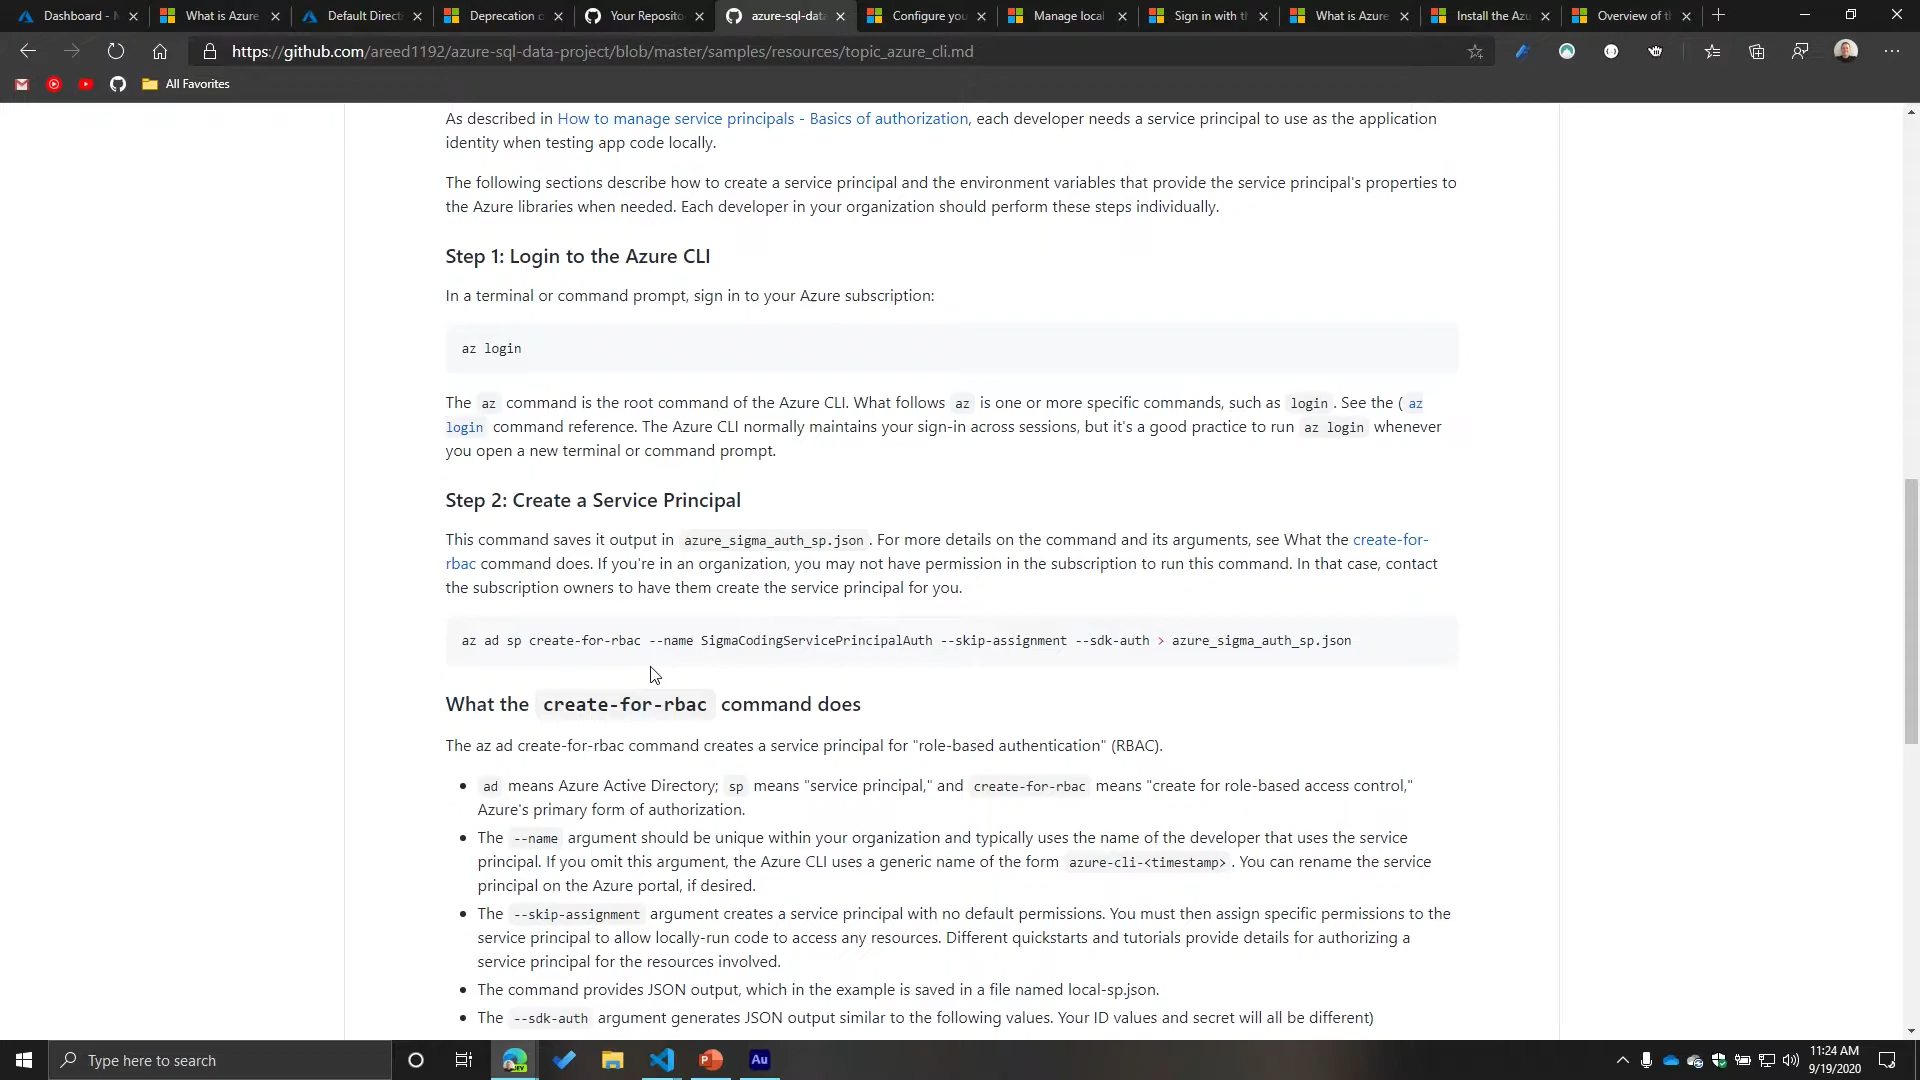 Dashboard - M
What is Azure
Default Direct
Deprecation o
Your Reposito
azure-sql-data
Configure you
Manage local
Sign in with t
What is Azure
Install the Azu
Overview of t
https://github.com/areed1192/azure-sql-data-project/blob/master/samples/resources/topic_azure_cli.md
All Favorites
As described in How to manage service principals - Basics of authorization, each developer needs a service principal to use as the application
identity when testing app code locally.
The following sections describe how to create a service principal and the environment variables that provide the service principal's properties to
the Azure libraries when needed. Each developer in your organization should perform these steps individually.
Step 1: Login to the Azure CLI
In a terminal or command prompt, sign in to your Azure subscription:
az login
The az command is the root command of the Azure CLI. What follows az is one or more specific commands, such as login. See the ( az
login command reference. The Azure CLI normally maintains your sign-in across sessions, but it's a good practice to run az login whenever
you open a new terminal or command prompt.
Step 2: Create a Service Principal
This command saves it output in azure_sigma_auth_sp.json. For more details on the command and its arguments, see What the create-for-
rbac command does. If you're in an organization, you may not have permission in the subscription to run this command. In that case, contact
the subscription owners to have them create the service principal for you.
az ad sp create-for-rbac --name SigmaCodingServicePrincipalAuth --skip-assignment --sdk-auth > azure_sigma_auth_sp.json
What the create-for-rbac command does
The az ad create-for-rbac command creates a service principal for "role-based authentication" (RBAC).
• ad means Azure Active Directory; sp means "service principal," and create-for-rbac means "create for role-based access control,"
Azure's primary form of authorization.
• The --name argument should be unique within your organization and typically uses the name of the developer that uses the service
principal. If you omit this argument, the Azure CLI uses a generic name of the form azure-cli-<timestamp>. You can rename the service
principal on the Azure portal, if desired.
• The --skip-assignment argument creates a service principal with no default permissions. You must then assign specific permissions to the
service principal to allow locally-run code to access any resources. Different quickstarts and tutorials provide details for authorizing a
service principal for the resources involved.
• The command provides JSON output, which in the example is saved in a file named local-sp.json.
• The --sdk-auth argument generates JSON output similar to the following values. Your ID values and secret will all be different)
Type here to search
Au
11:24 AM
9/19/2020